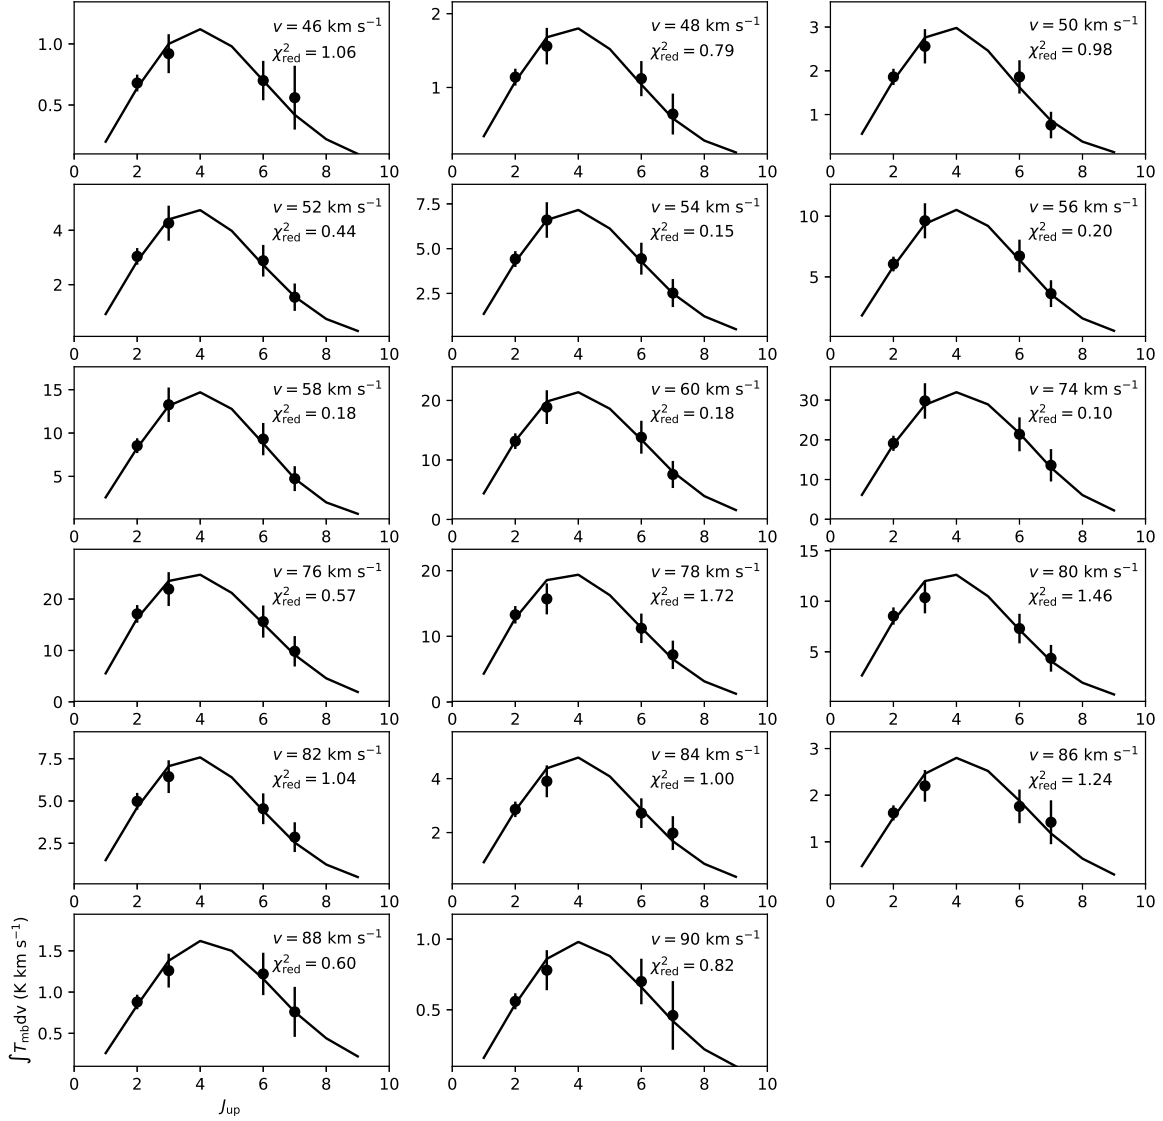 v = 46 km s⁻¹
χ²red = 1.06
1.0
0.5
0 2 4 6 8 10
v = 48 km s⁻¹
χ²red = 0.79
2
1
0 2 4 6 8 10
v = 50 km s⁻¹
χ²red = 0.98
3
2
1
0 2 4 6 8 10
v = 52 km s⁻¹
χ²red = 0.44
4
2
0 2 4 6 8 10
v = 54 km s⁻¹
χ²red = 0.15
7.5
5.0
2.5
0 2 4 6 8 10
v = 56 km s⁻¹
χ²red = 0.20
10
5
0 2 4 6 8 10
v = 58 km s⁻¹
χ²red = 0.18
15
10
5
0 2 4 6 8 10
v = 60 km s⁻¹
χ²red = 0.18
20
10
0
0 2 4 6 8 10
v = 74 km s⁻¹
χ²red = 0.10
30
20
10
0
0 2 4 6 8 10
v = 76 km s⁻¹
χ²red = 0.57
20
10
0
0 2 4 6 8 10
v = 78 km s⁻¹
χ²red = 1.72
20
10
0
0 2 4 6 8 10
v = 80 km s⁻¹
χ²red = 1.46
15
10
5
0 2 4 6 8 10
v = 82 km s⁻¹
χ²red = 1.04
7.5
5.0
2.5
0 2 4 6 8 10
v = 84 km s⁻¹
χ²red = 1.00
4
2
0 2 4 6 8 10
v = 86 km s⁻¹
χ²red = 1.24
3
2
1
0 2 4 6 8 10
v = 88 km s⁻¹
χ²red = 0.60
1.5
1.0
0.5
0 2 4 6 8 10
∫Tmbdv (K km s⁻¹)
Jup
v = 90 km s⁻¹
χ²red = 0.82
1.0
0.5
0 2 4 6 8 10